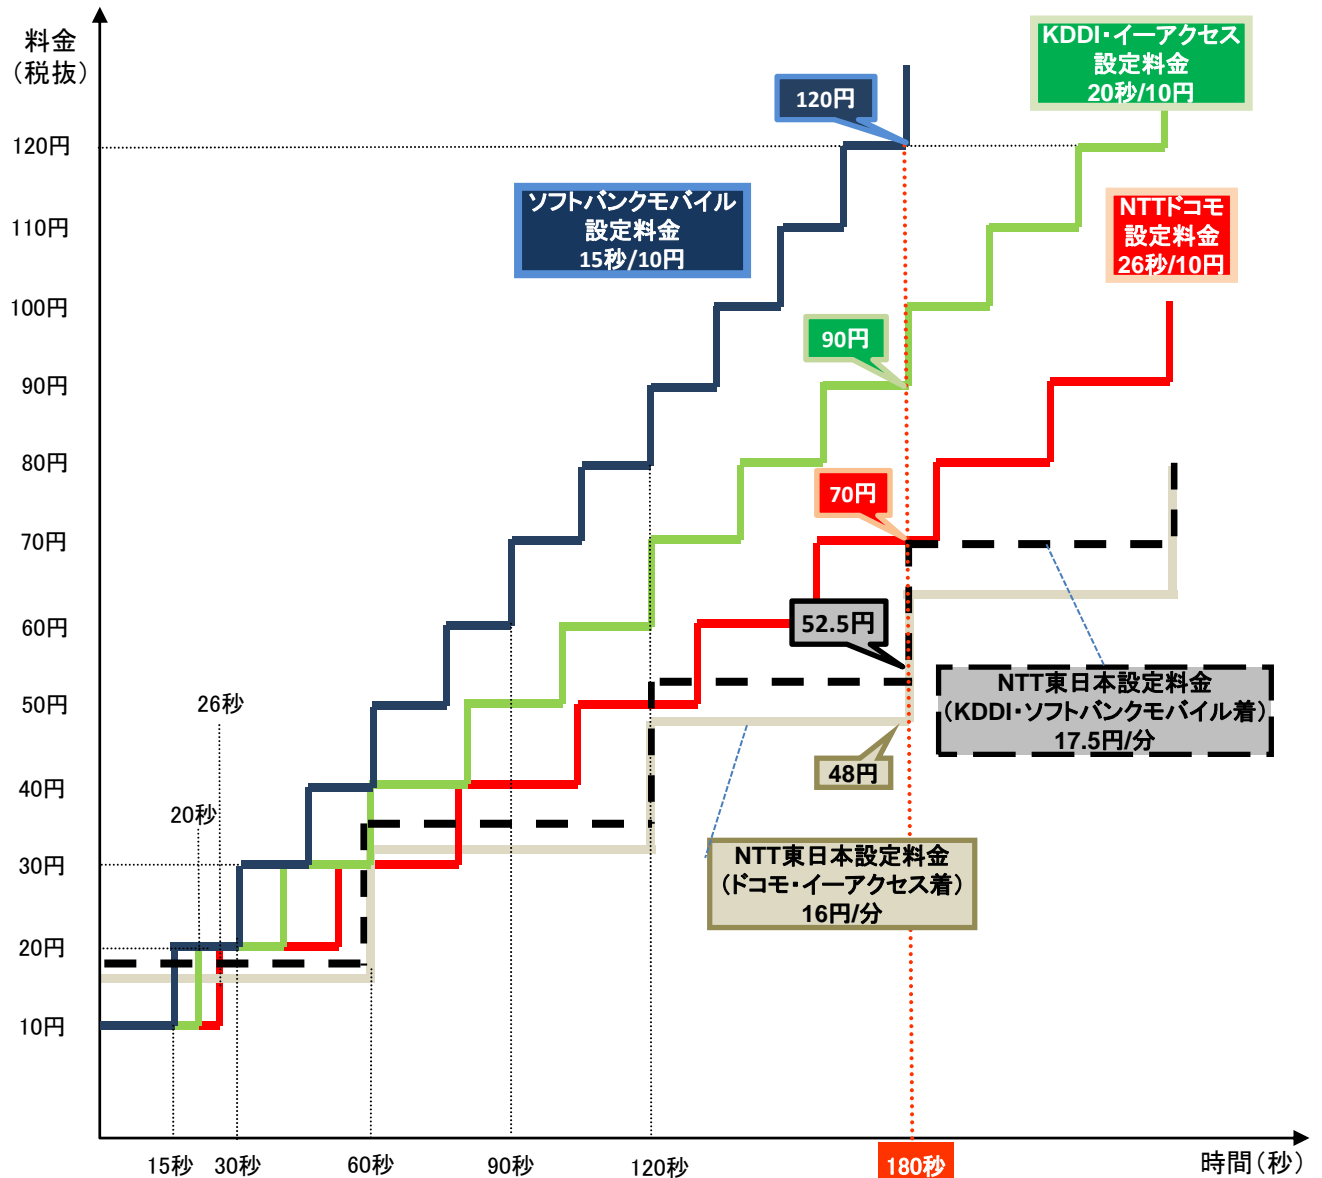 料金
（税抜）
KDDI・イーアクセス
設定料金
20秒/10円
120円
120円
ソフトバンクモバイル
設定料金
15秒/10円
NTTドコモ
設定料金
26秒/10円
110円
100円
90円
90円
80円
70円
70円
60円
52.5円
50円
26秒
NTT東日本設定料金
（KDDI・ソフトバンクモバイル着）
17.5円/分
48円
40円
20秒
30円
NTT東日本設定料金
（ドコモ・イーアクセス着）
16円/分
20円
10円
15秒
30秒
60秒
90秒
120秒
180秒
時間（秒）